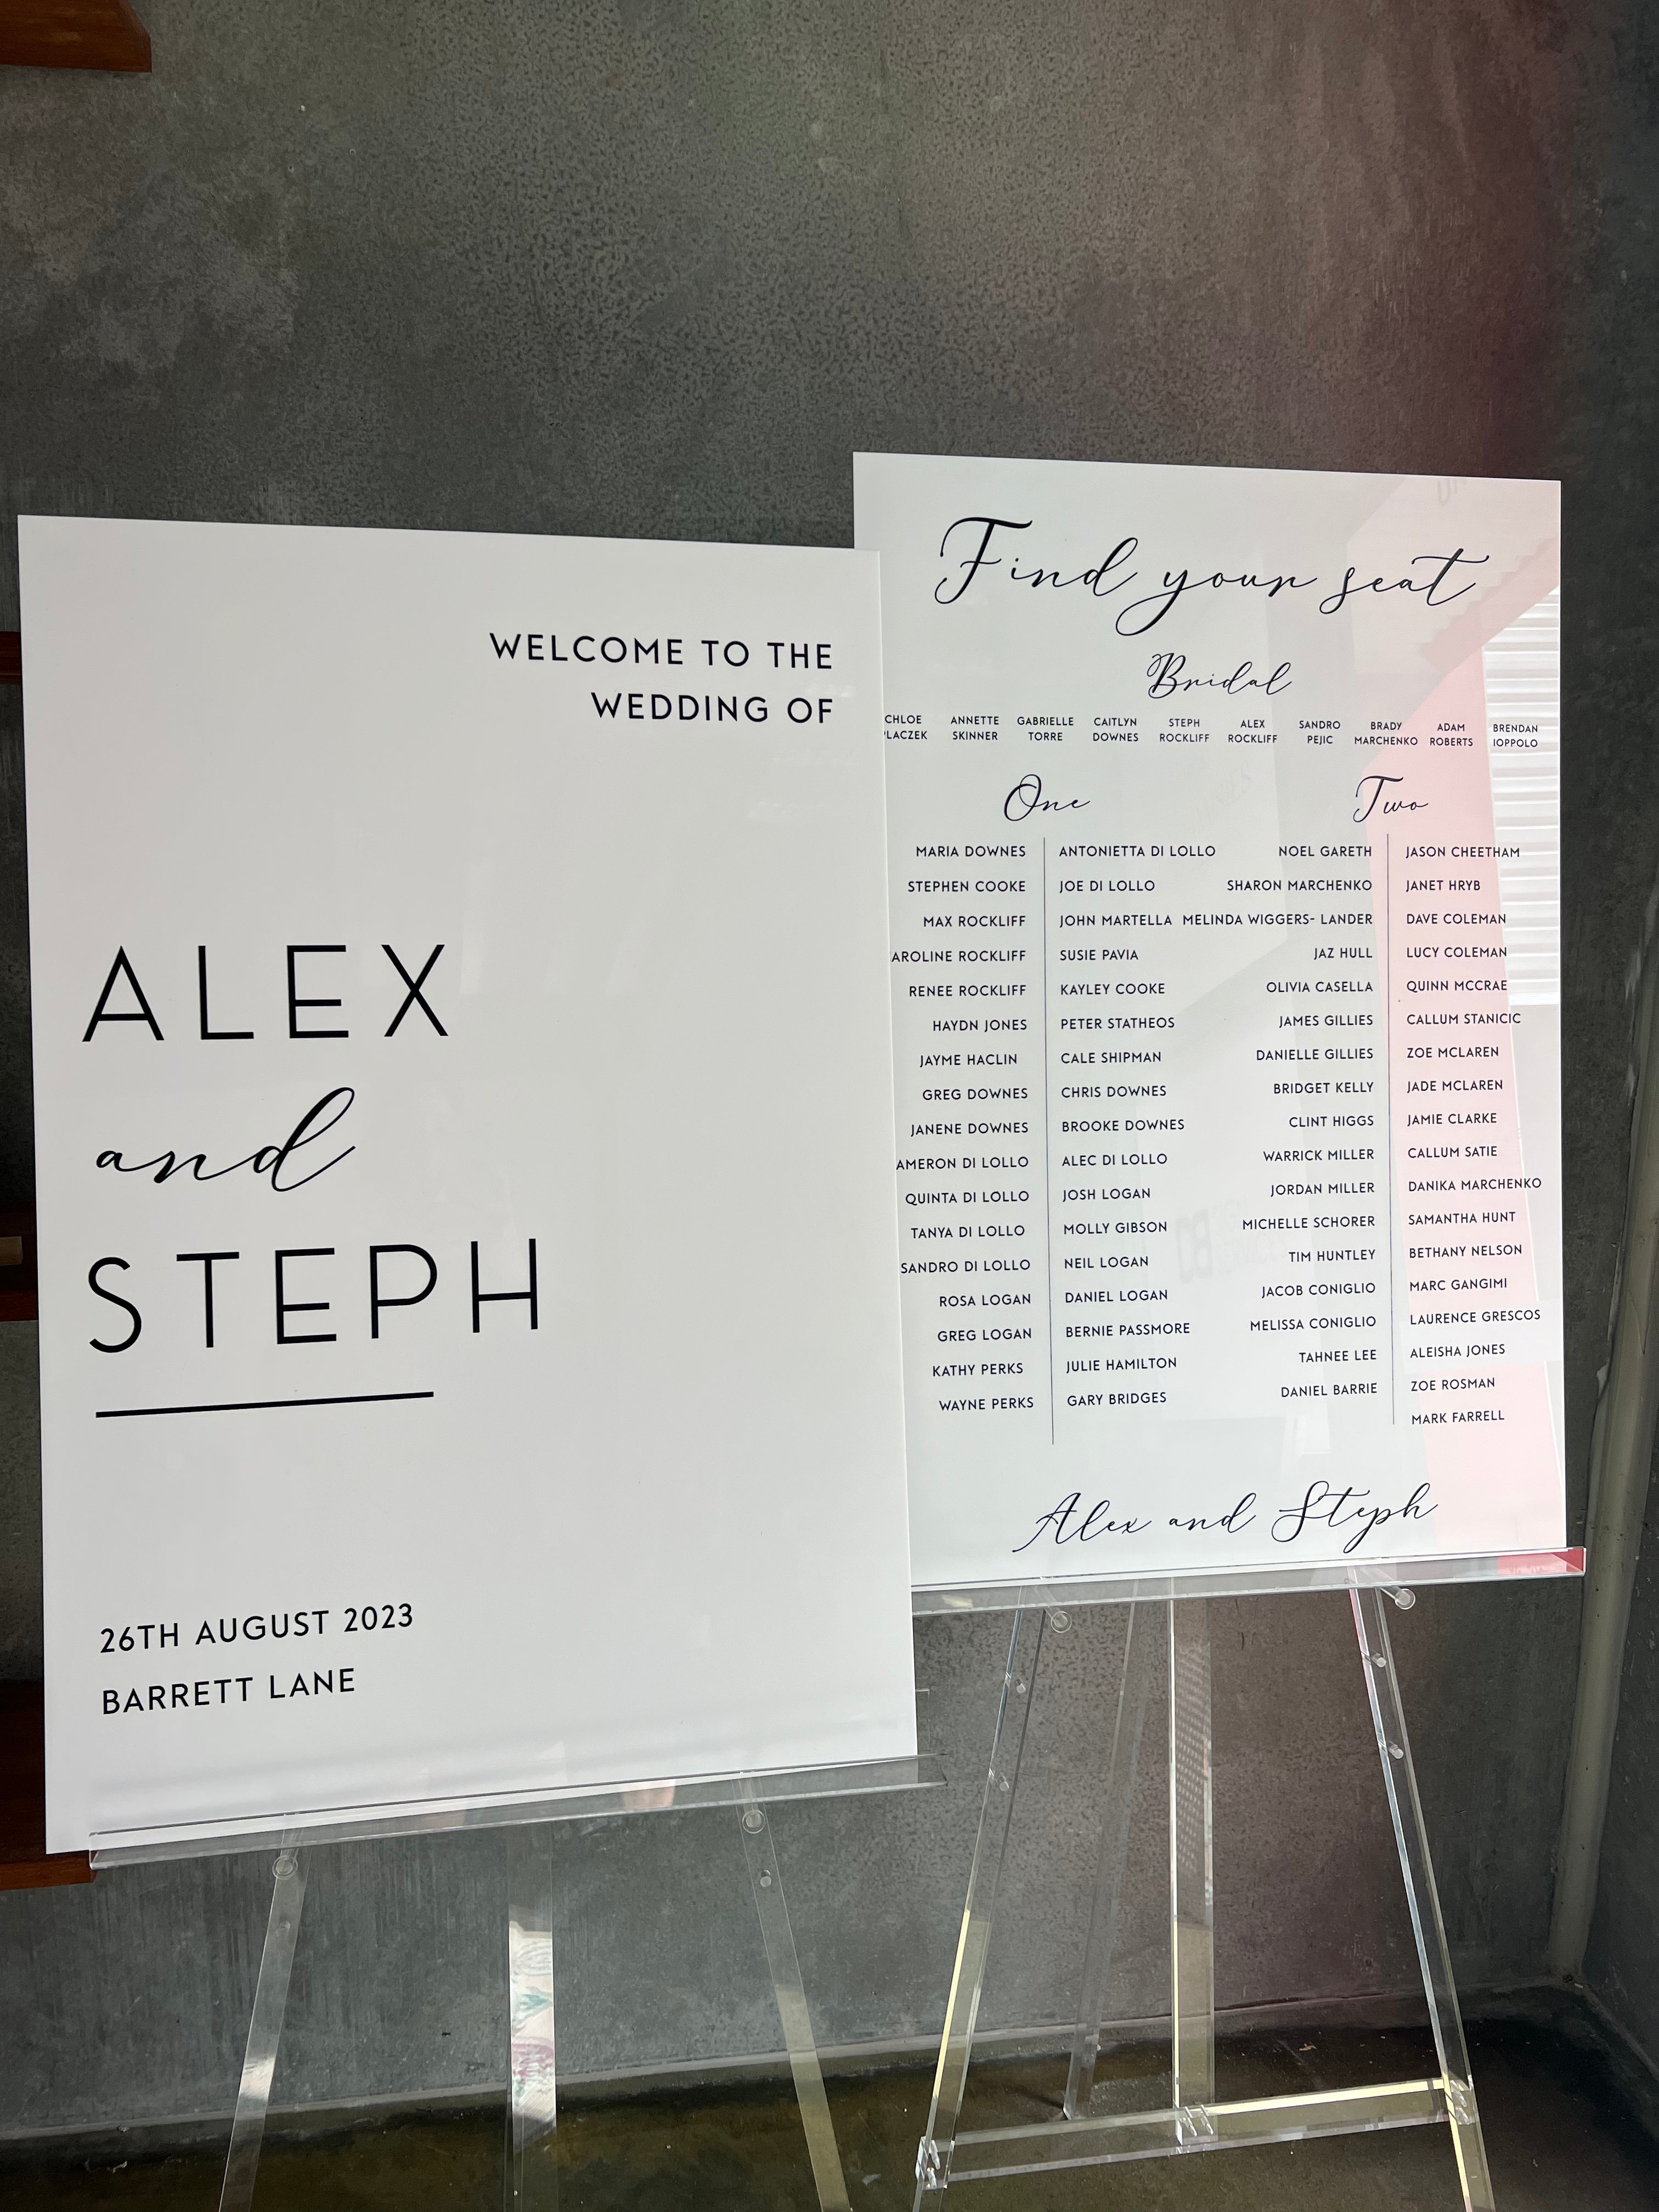 WELCOME TO THE
WEDDING OF
ALEX
and
STEPH
26TH AUGUST 2023
BARRETT LANE
Find your seat
Bridal
CHLOE ANNETTE GABRIELLE CAITLYN STEPH ALEX SANDRO BRADY ADAM BRENDAN
SKINNER TORRE DOWNES ROCKLIFF ROCKLIFF PEJIC MARCHENKO ROBERTS IOPPOLO
One Two
MARIA DOWNES ANTONIETTA DI LOLLO NOEL GARETH JASON CHEETHAM
STEPHEN COOKE JOE DI LOLLO SHARON MARCHENKO JANET HRYB
MAX ROCKLIFF JOHN MARTELLA MELINDA WIGGERS- LANDER DAVE COLEMAN
AROLINE ROCKLIFF SUSIE PAVIA JAZ HULL LUCY COLEMAN
RENEE ROCKLIFF KAYLEY COOKE OLIVIA CASELLA QUINN MCCRAE
HAYDN JONES PETER STATHEOS JAMES GILLIES CALLUM STANICIC
JAYME HACLIN CALE SHIPMAN DANIELLE GILLIES ZOE MCLAREN
GREG DOWNES CHRIS DOWNES BRIDGET KELLY JADE MCLAREN
JANENE DOWNES BROOKE DOWNES CLINT HIGGS JAMIE CLARKE
AMERON DI LOLLO ALEC DI LOLLO WARRICK MILLER CALLUM SATIE
QUINTA DI LOLLO JOSH LOGAN JORDAN MILLER DANIKA MARCHENKO
TANYA DI LOLLO MOLLY GIBSON MICHELLE SCHORER SAMANTHA HUNT
SANDRO DI LOLLO NEIL LOGAN TIM HUNTLEY BETHANY NELSON
ROSA LOGAN DANIEL LOGAN JACOB CONIGLIO MARC GANGIMI
GREG LOGAN BERNIE PASSMORE MELISSA CONIGLIO LAURENCE GRESCOS
KATHY PERKS JULIE HAMILTON TAHNEE LEE ALEISHA JONES
WAYNE PERKS GARY BRIDGES DANIEL BARRIE ZOE ROSMAN
MARK FARRELL
Alex and Steph